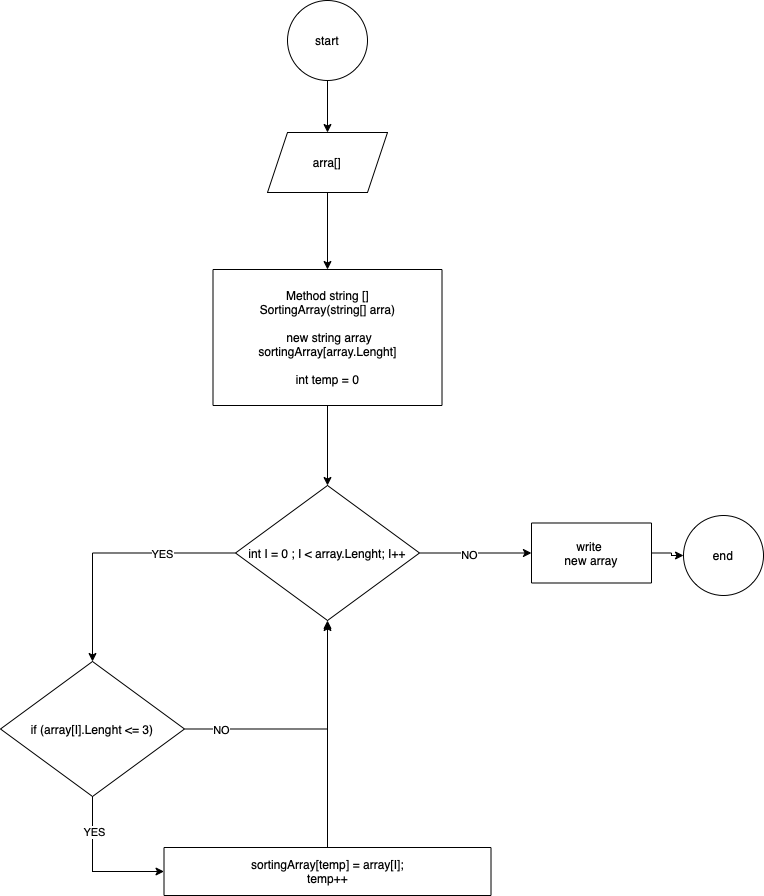 start
arra[]
Method string []
SortingArray(string[] arra)
new string array
sortingArray[array.Lenght]
int temp = 0
int I = 0 ; I < array.Lenght; I++
YES
NO
write
new array
end
if (array[I].Lenght <= 3)
NO
YES
sortingArray[temp] = array[I];
temp++